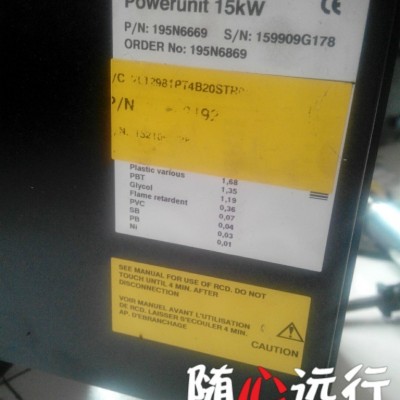 Powerunit 15kW
CE
P/N: 195N6669 S/N: 159909G178
ORDER No: 195N6869
P/N
Plastic various
PBT 1,68
Glycol 1,35
Flame retardent 1,19
PVC 0,36
SB 0,07
PB 0,04
Ni 0,03
0,01
SEE MANUAL FOR USE OF RCD. DO NOT
TOUCH UNTIL 4 MIN. AFTER
DISCONNECTION
VOIR MANUEL AVANT L'UTILISATION
DE RCD. LAISSER S'ECOULER 4 MIN.
AP. D'EBRANCHAGE
CAUTION
随心远行